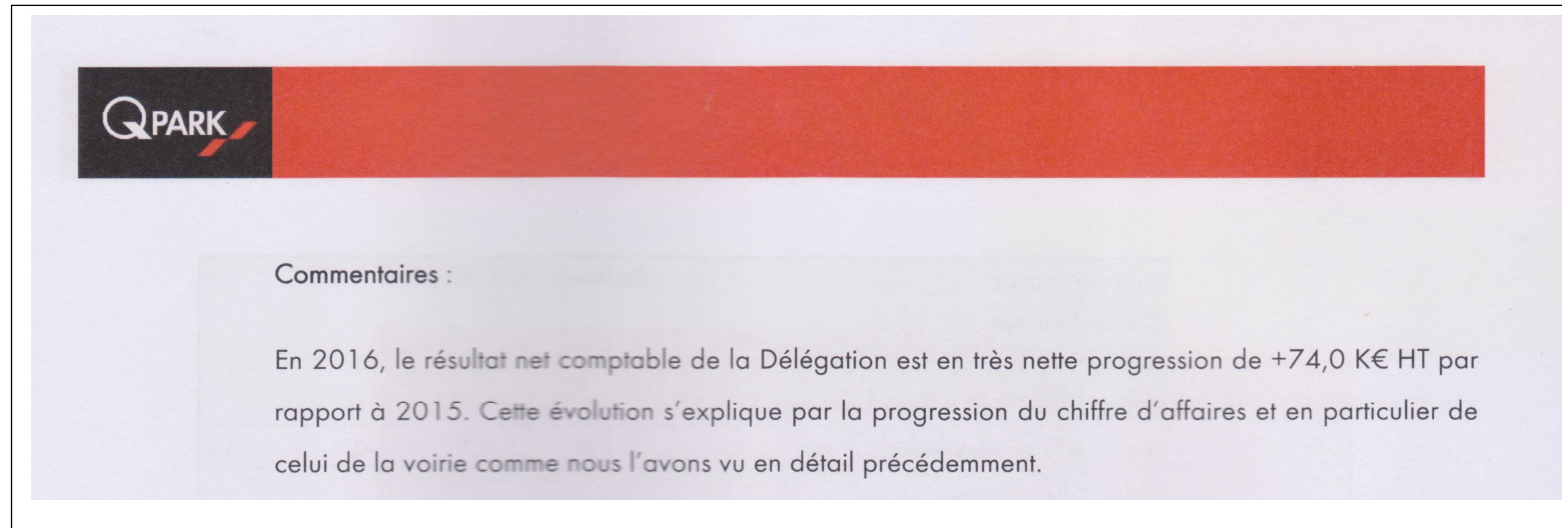 QPARK
Commentaires :
En 2016, le résultat net comptable de la Délégation est en très nette progression de +74,0 K€ HT par
rapport à 2015. Cette évolution s'explique par la progression du chiffre d'affaires et en particulier de
celui de la voirie comme nous l'avons vu en détail précédemment.